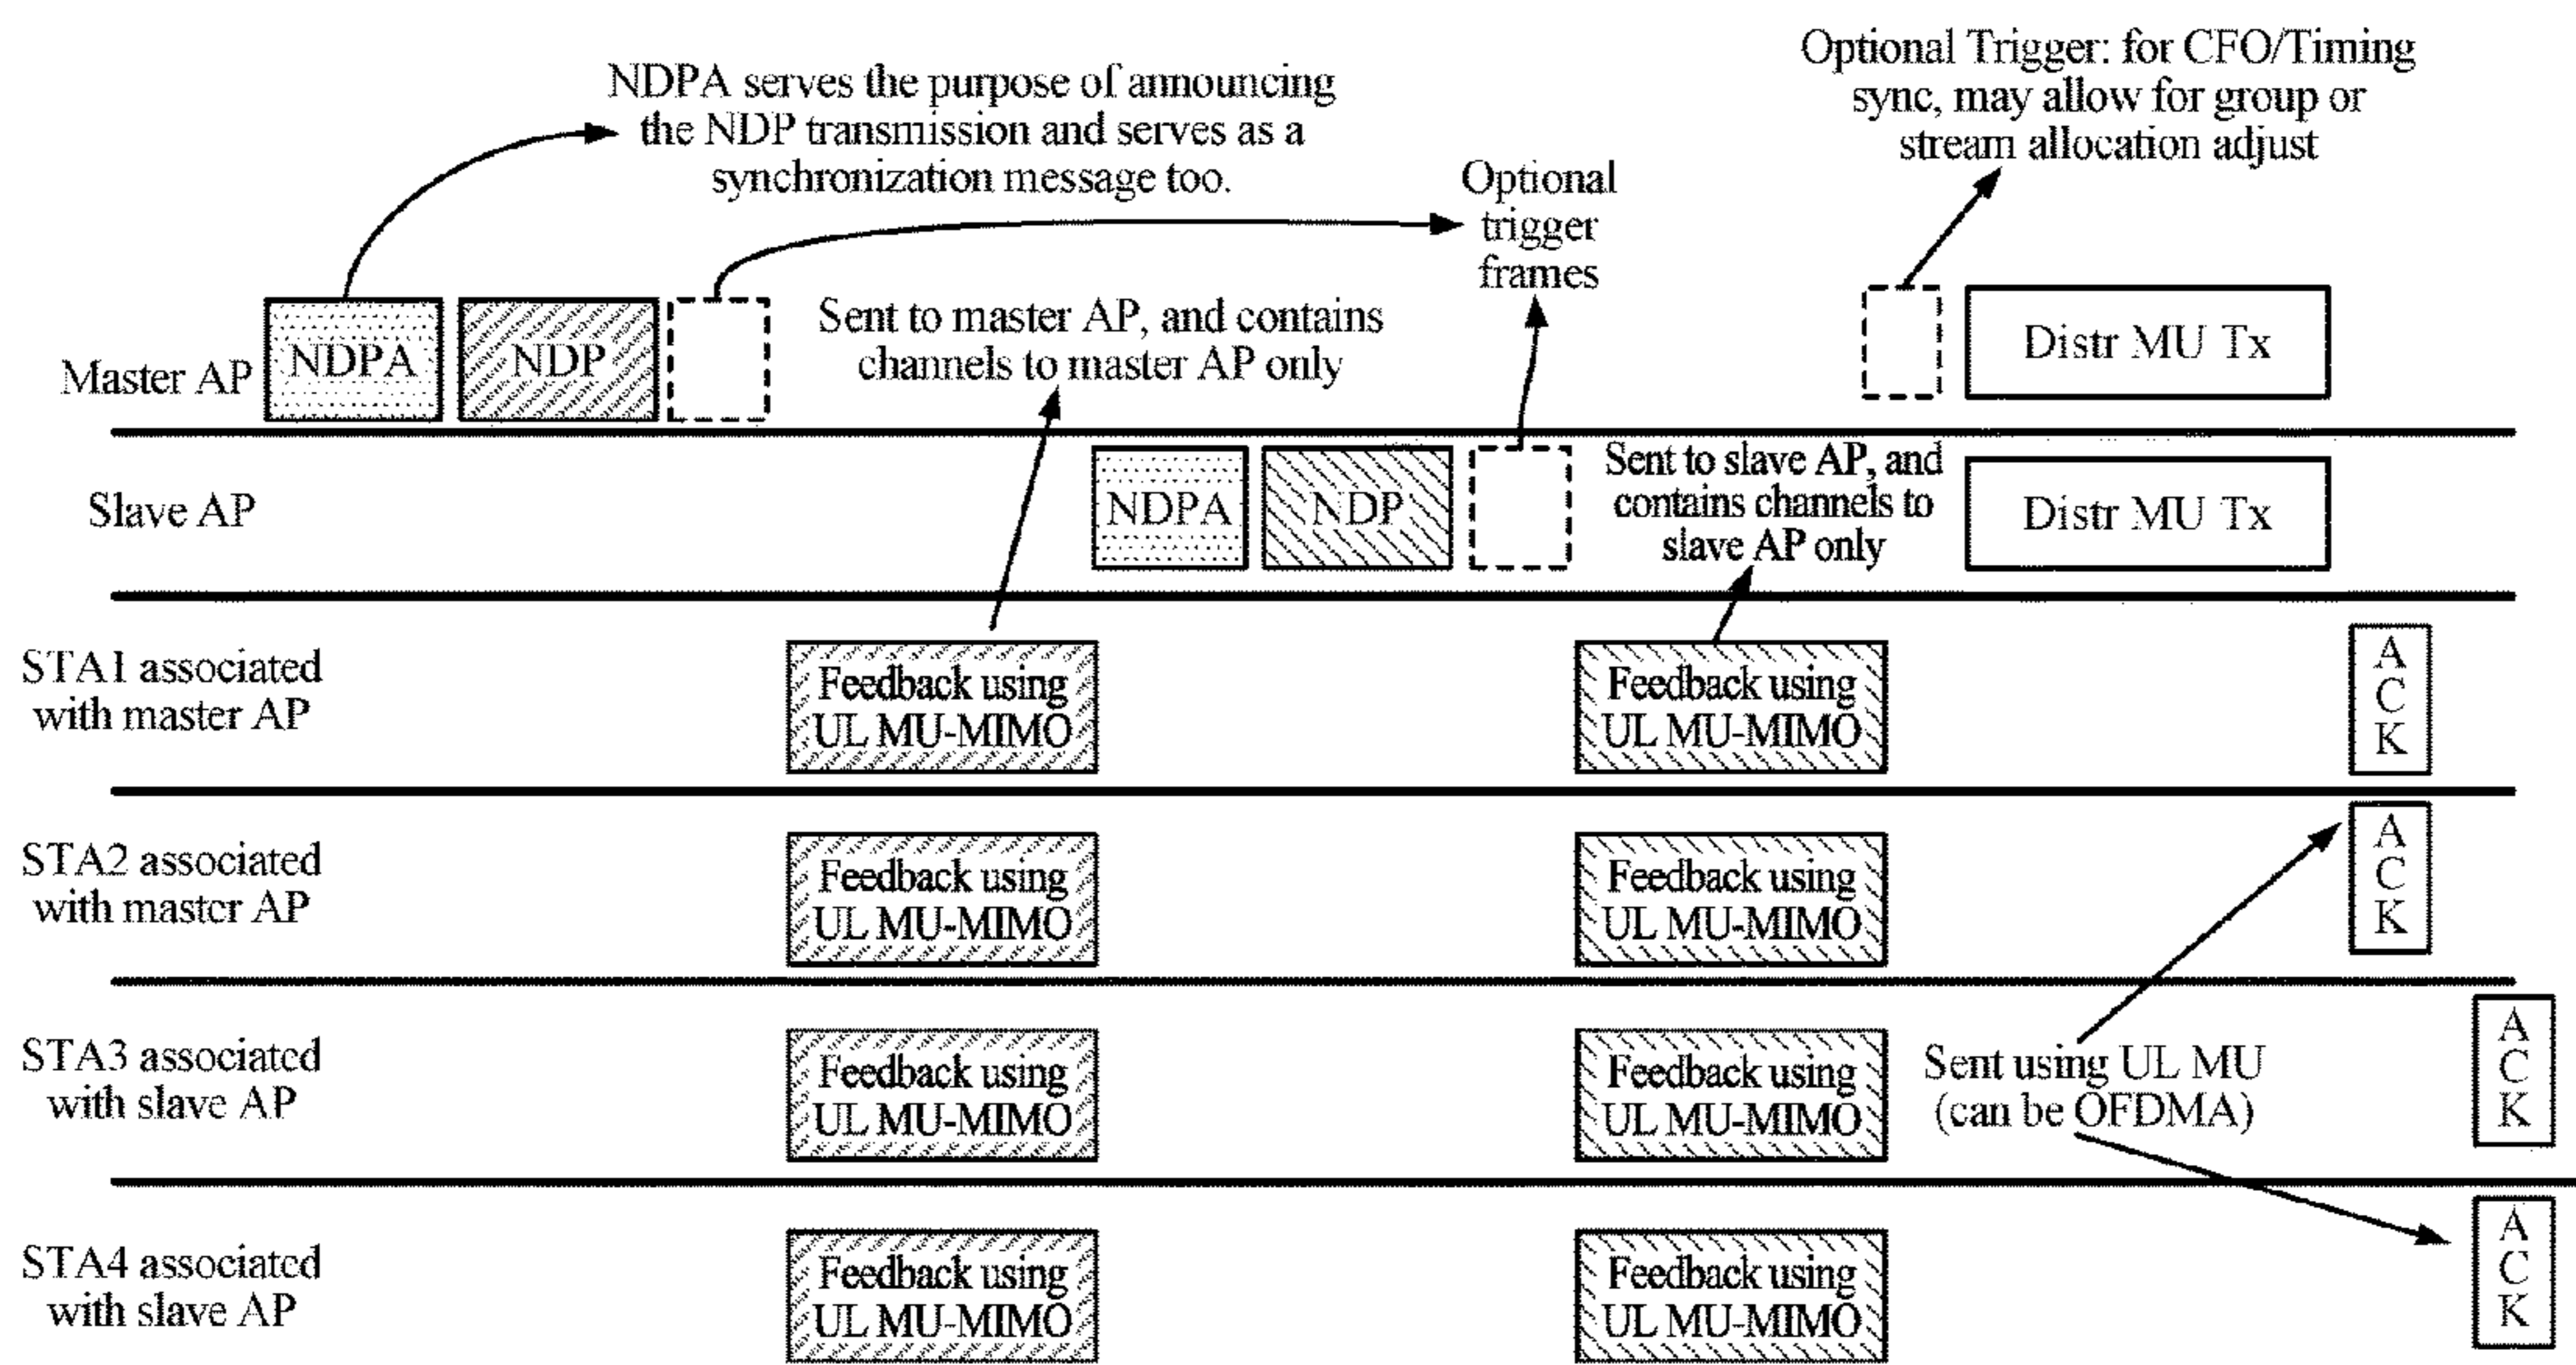 NDPA serves the purpose of announcing
the NDP transmission and serves as a
synchronization message too.
Optional Trigger: for CFO/Timing
sync, may allow for group or
stream allocation adjust
Optional
trigger
frames
Master AP
NDPA
NDP
Sent to master AP, and contains
channels to master AP only
Distr MU Tx
Slave AP
NDPA
NDP
Sent to slave AP, and
contains channels to
slave AP only
Distr MU Tx
STA1 associated
with master AP
Feedback using
UL MU-MIMO
Feedback using
UL MU-MIMO
A
C
K
STA2 associated
with master AP
Feedback using
UL MU-MIMO
Feedback using
UL MU-MIMO
A
C
K
STA3 associated
with slave AP
Feedback using
UL MU-MIMO
Feedback using
UL MU-MIMO
Sent using UL MU
(can be OFDMA)
A
C
K
STA4 associated
with slave AP
Feedback using
UL MU-MIMO
Feedback using
UL MU-MIMO
A
C
K